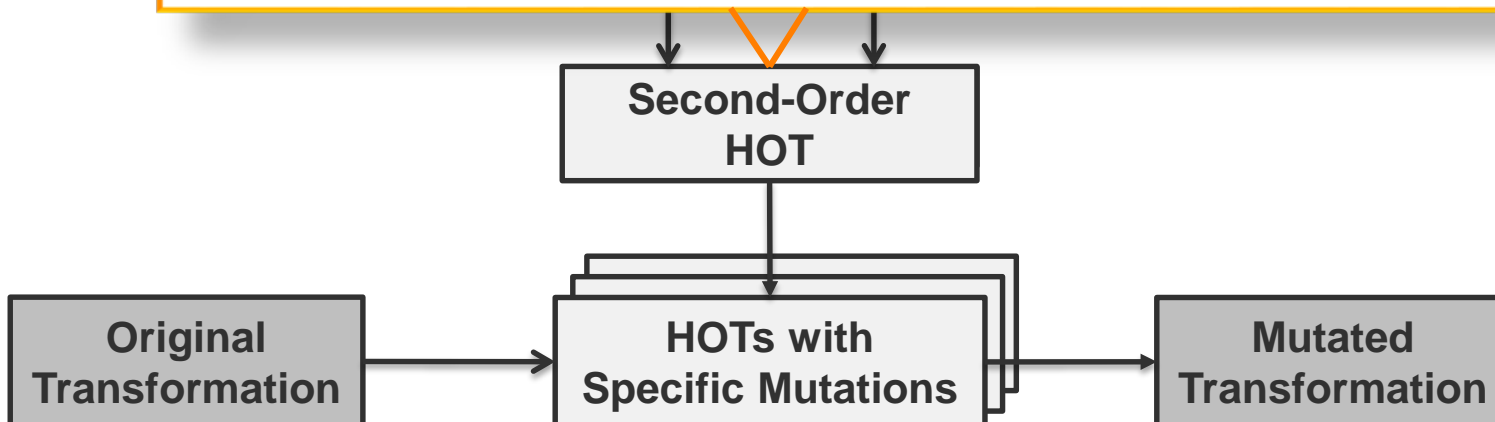 Second-Order
HOT
Original
Transformation
HOTs with
Specific Mutations
Mutated
Transformation